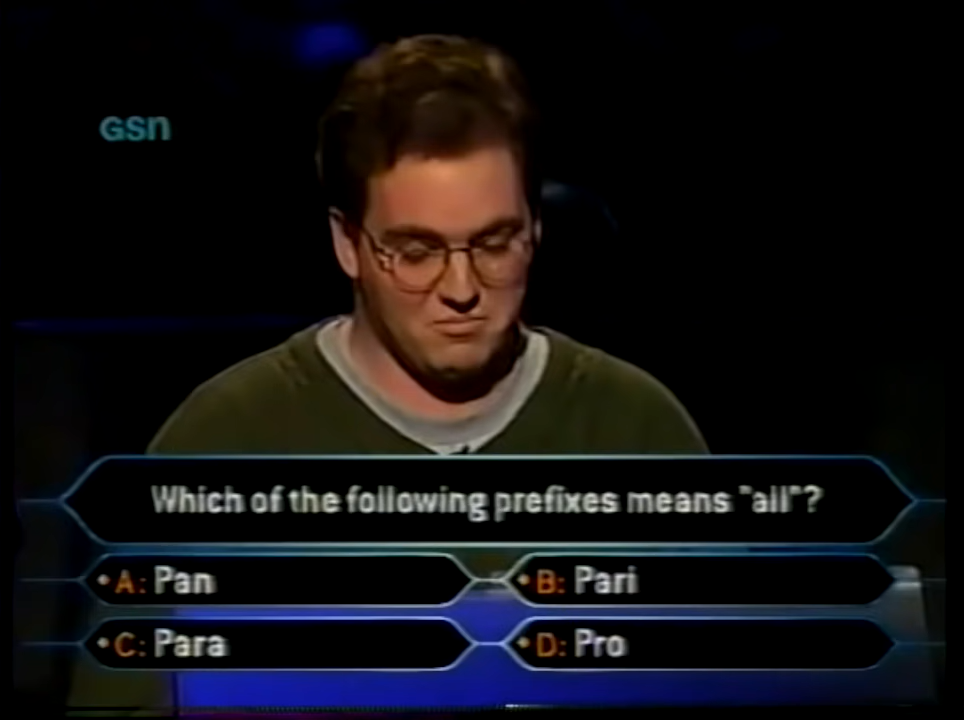 GSN
Which of the following prefixes means "all"?
• A: Pan
• B: Pari
• C: Para
• D: Pro